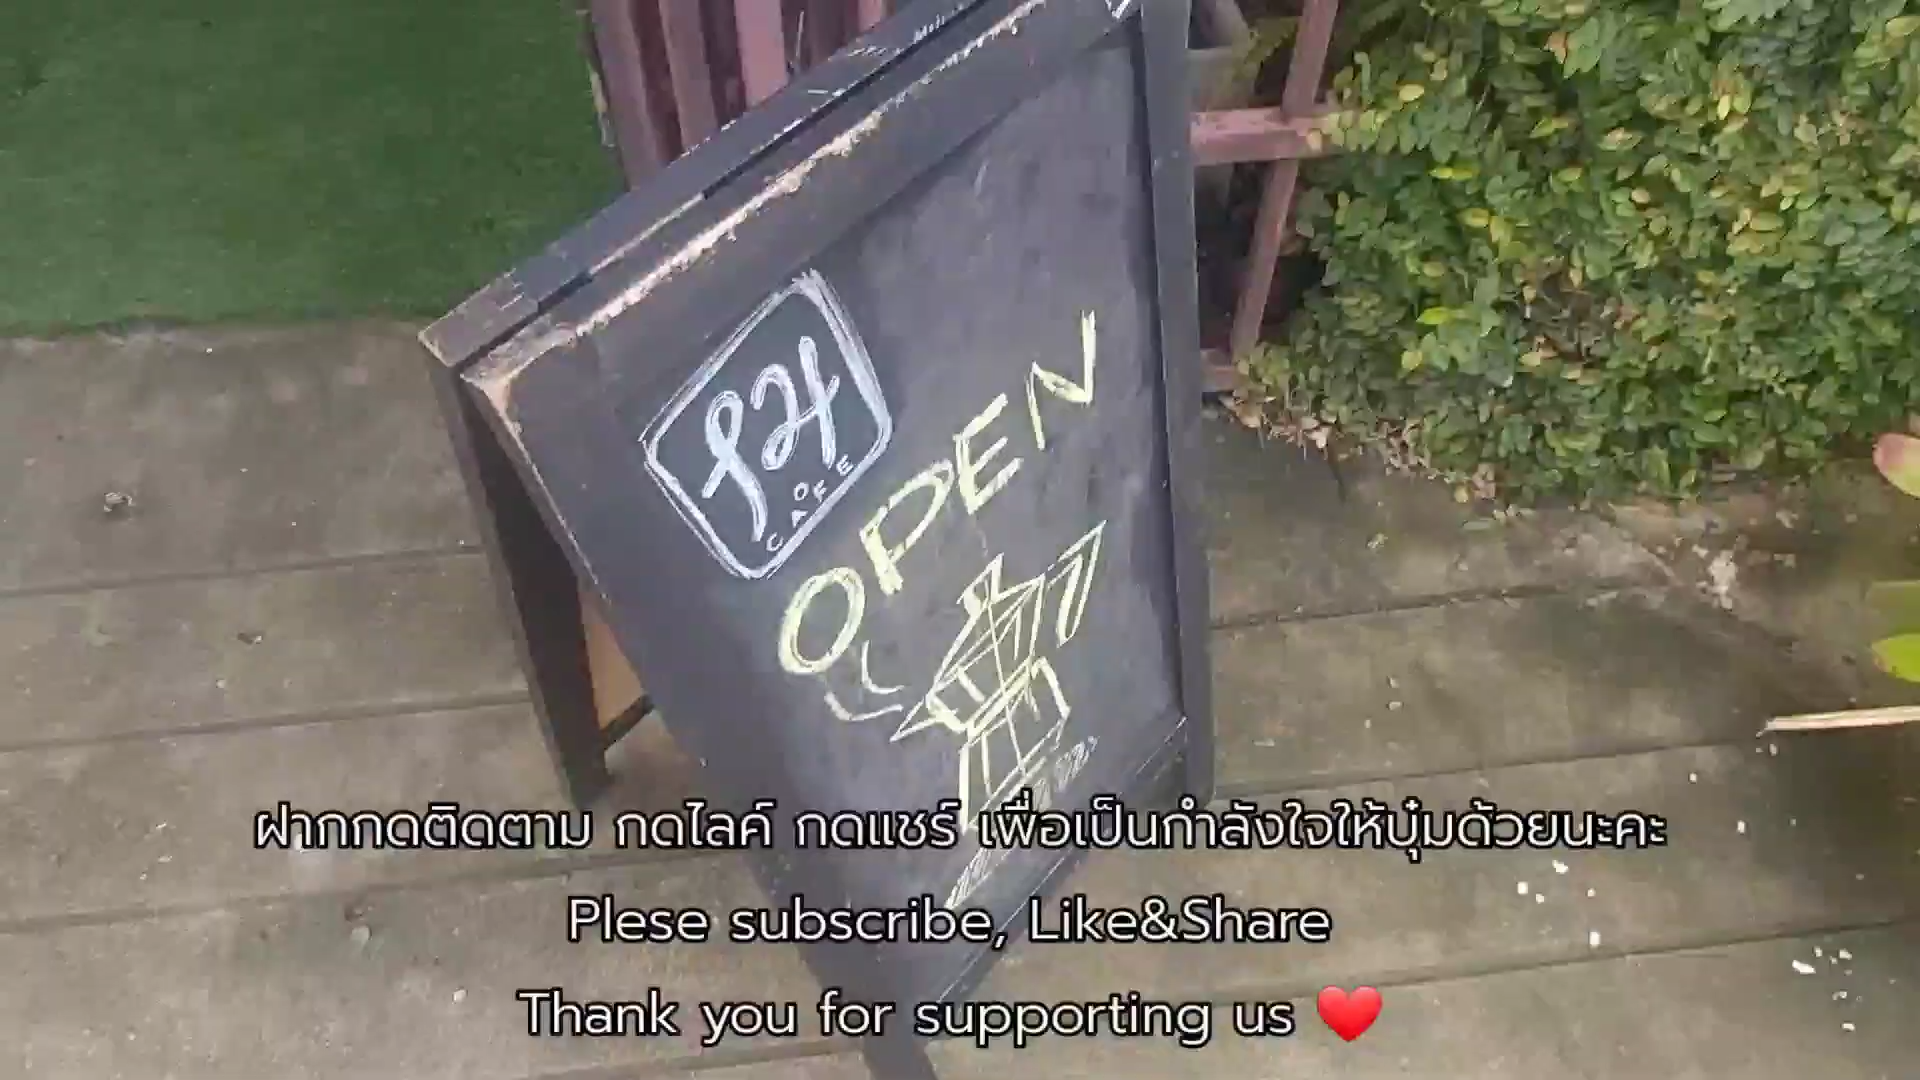 CAFE
OPEN
ฝากกดติดตาม กดไลค์ กดแชร์ เพื่อเป็นกำลังใจให้บุ๋มด้วยนะคะ
Plese subscribe, Like&Share
Thank you for supporting us ❤️